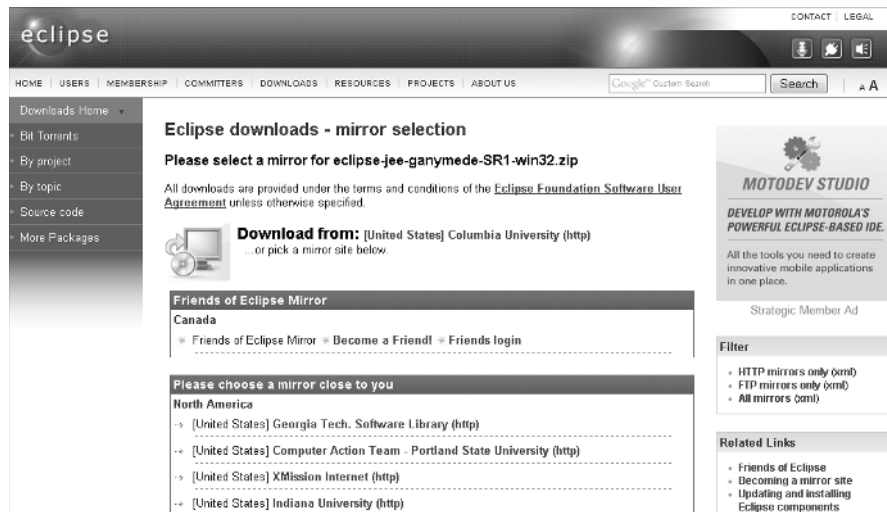 CONTACT LEGAL
eclipse
HOME USERS MEMBERSHIP COMMITTERS DOWNLOADS RESOURCES PROJECTS ABOUT US
Google™ Custom Search
Search
A A
Downloads Home
Bit Torrents
By project
By topic
Source code
More Packages
Eclipse downloads - mirror selection
Please select a mirror for eclipse-jee-ganymede-SR1-win32.zip
All downloads are provided under the terms and conditions of the Eclipse Foundation Software User
Agreement unless otherwise specified.
Download from: [United States] Columbia University (http)
...or pick a mirror site below.
Friends of Eclipse Mirror
Canada
Friends of Eclipse Mirror Become a Friend! Friends login
Please choose a mirror close to you
North America
[United States] Georgia Tech. Software Library (http)
[United States] Computer Action Team - Portland State University (http)
[United States] XMission Internet (http)
[United States] Indiana University (http)
MOTODEV STUDIO
DEVELOP WITH MOTOROLA'S
POWERFUL ECLIPSE-BASED IDE.
All the tools you need to create
innovative mobile applications
in one place.
Strategic Member Ad
Filter
HTTP mirrors only (xml)
FTP mirrors only (xml)
All mirrors (xml)
Related Links
Friends of Eclipse
Becoming a mirror site
Updating and installing
Eclipse components